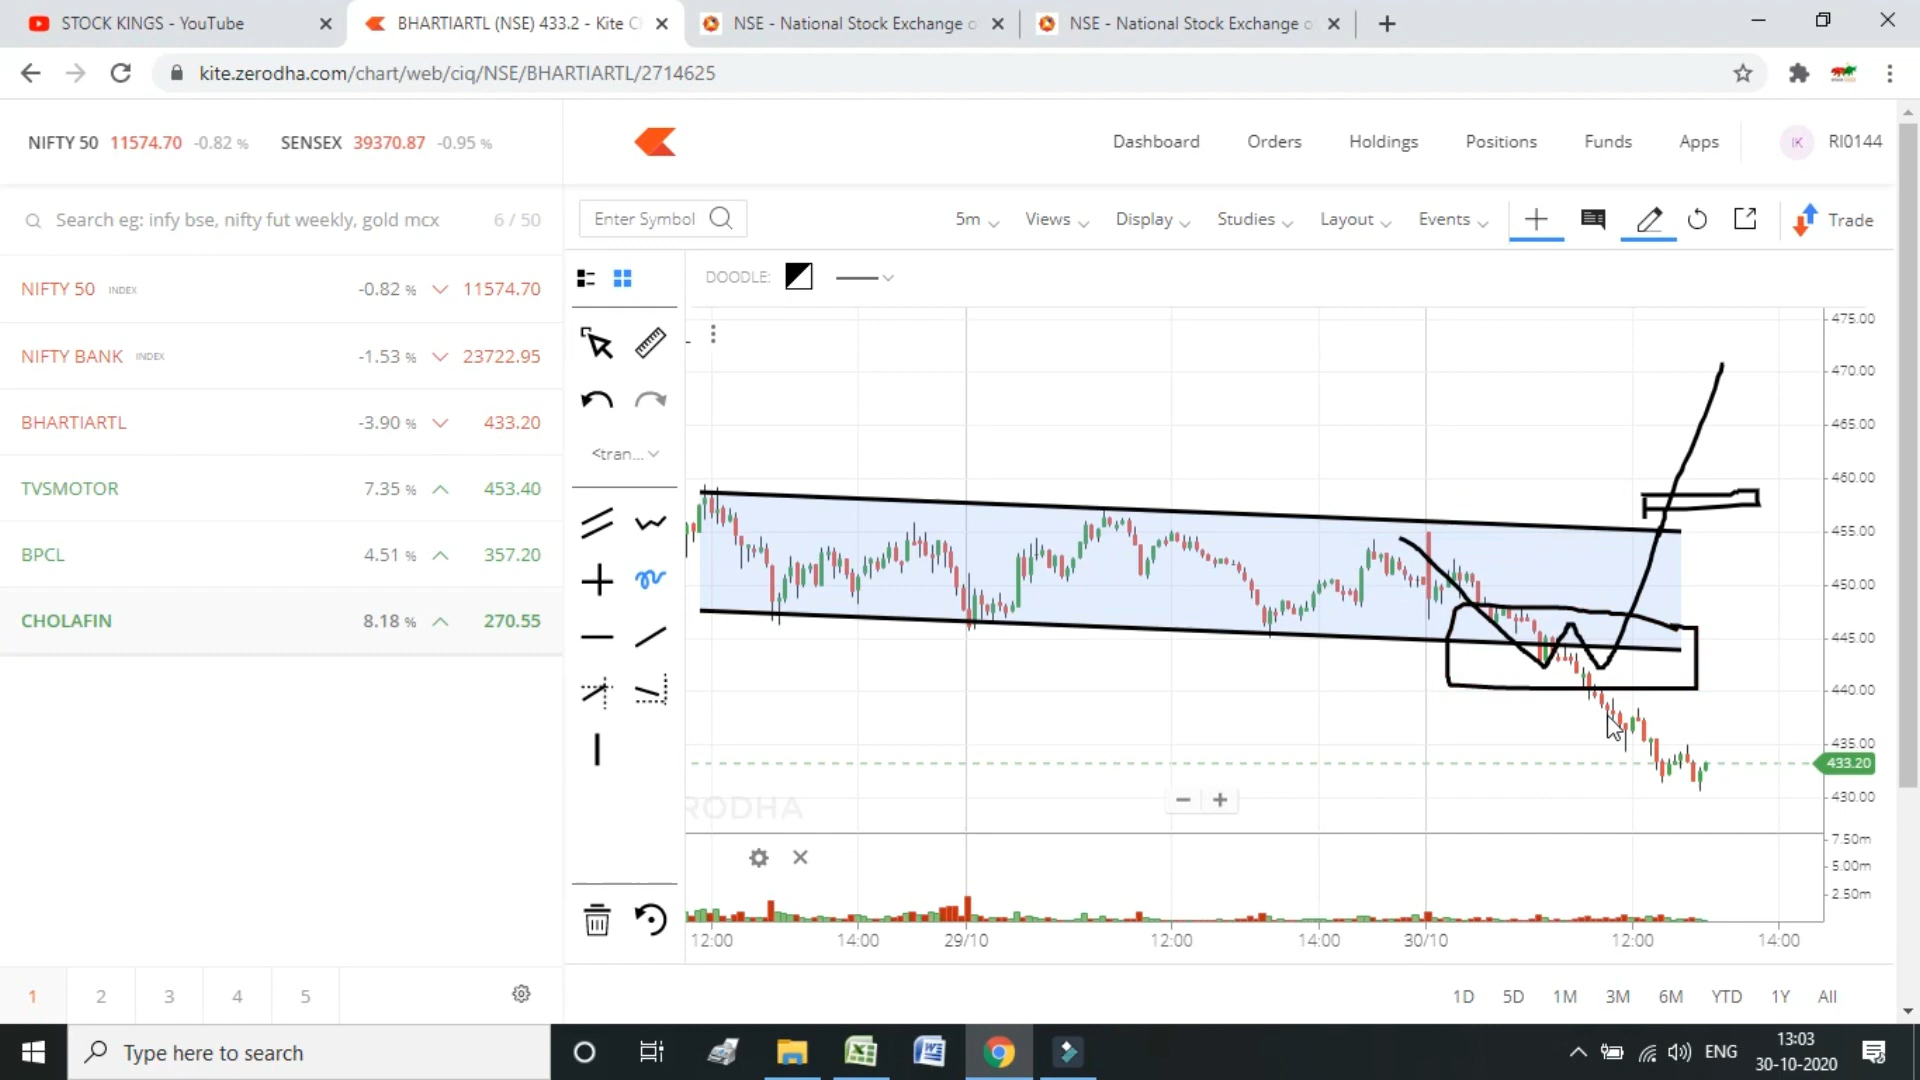 STOCK KINGS - YouTube
BHARTIARTL (NSE) 433.2 - Kite C
NSE - National Stock Exchange o
NSE - National Stock Exchange o
kite.zerodha.com/chart/web/ciq/NSE/BHARTIARTL/2714625
NIFTY 50 11574.70 -0.82 % SENSEX 39370.87 -0.95 %
Dashboard Orders Holdings Positions Funds Apps IK RI0144
Search eg: infy bse, nifty fut weekly, gold mcx 6 / 50
Enter Symbol 5m Views Display Studies Layout Events Trade
NIFTY 50 INDEX -0.82 % 11574.70
NIFTY BANK INDEX -1.53 % 23722.95
BHARTIARTL -3.90 % 433.20
TVSMOTOR 7.35 % 453.40
BPCL 4.51 % 357.20
CHOLAFIN 8.18 % 270.55
DOODLE:
<tran...
475.00
470.00
465.00
460.00
455.00
450.00
445.00
440.00
435.00
433.20
430.00
RODHA
7.50m
5.00m
2.50m
12:00 14:00 29/10 12:00 14:00 30/10 12:00 14:00
1 2 3 4 5
1D 5D 1M 3M 6M YTD 1Y All
Type here to search
ENG
13:03
30-10-2020